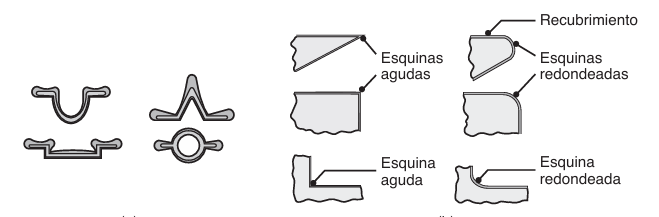 Recubrimiento
Esquinas
agudas
Esquinas
redondeadas
Esquina
aguda
Esquina
redondeada